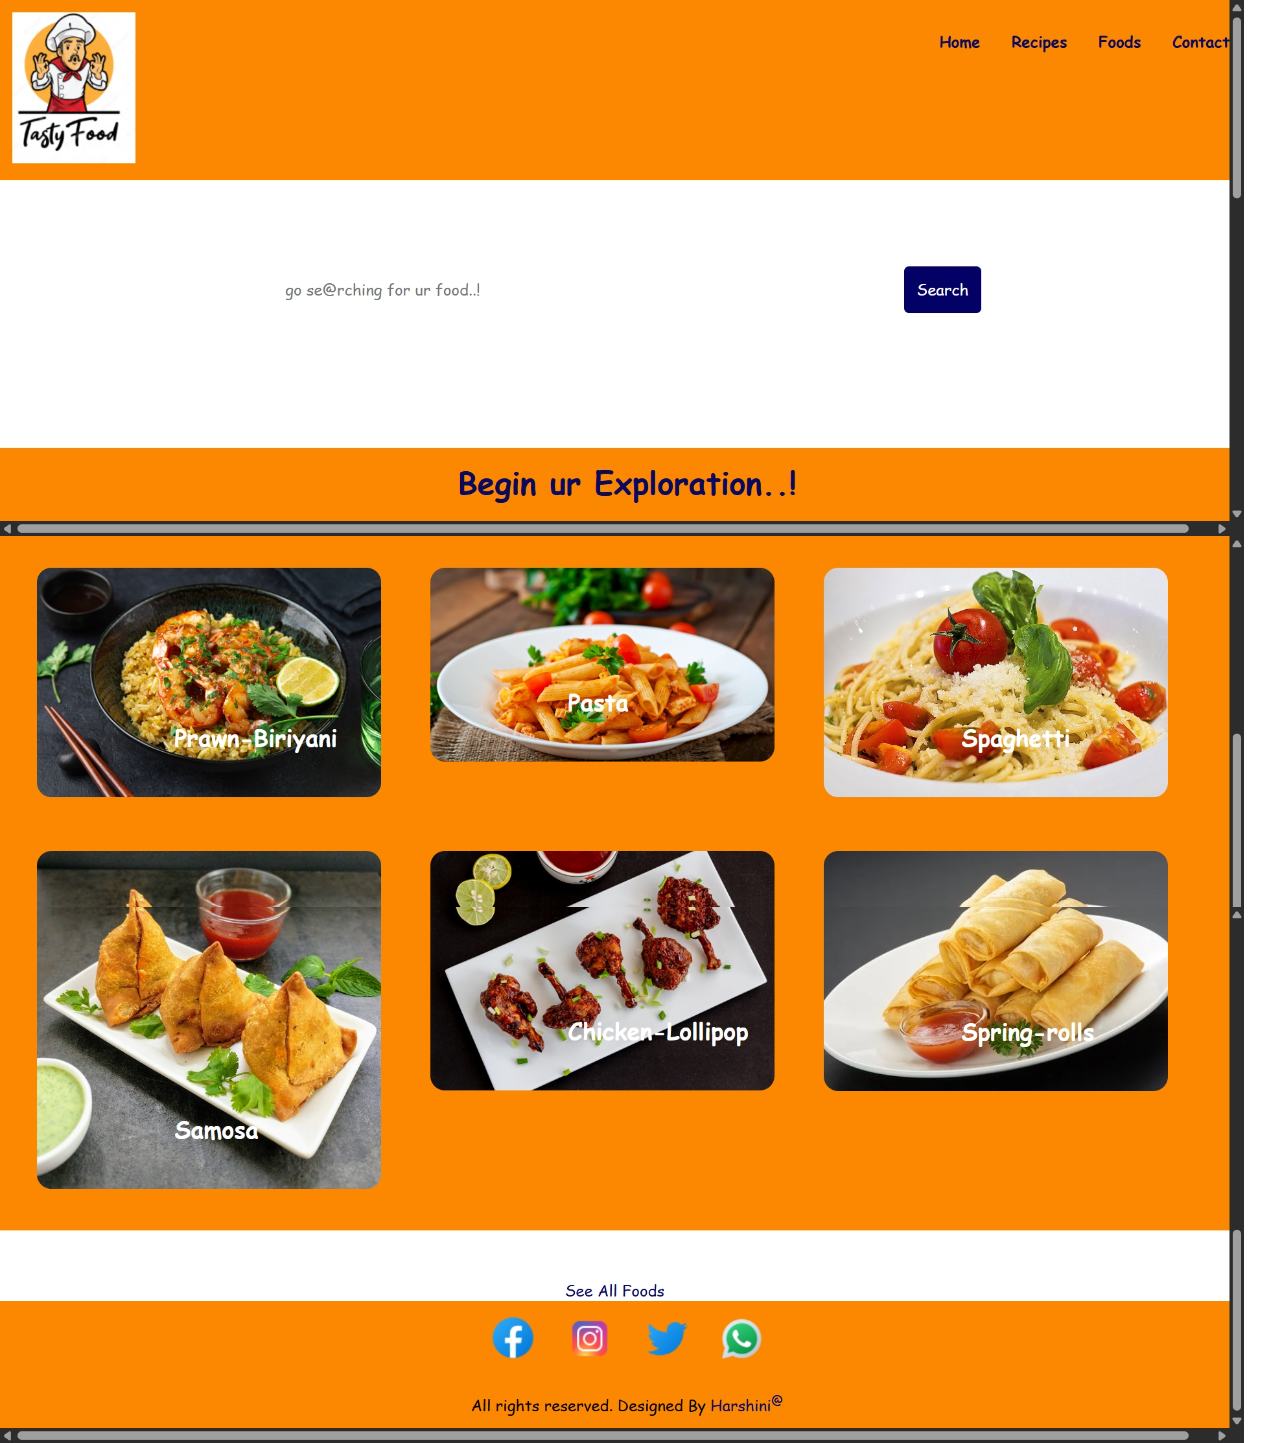 Tasty Food
Home Recipes Foods Contact
go se@rching for ur food..! Search
Begin ur Exploration..!
Prawn-Biriyani
Pasta
Spaghetti
Samosa
Chicken-Lollipop
Spring-rolls
See All Foods
All rights reserved. Designed By Harshini@